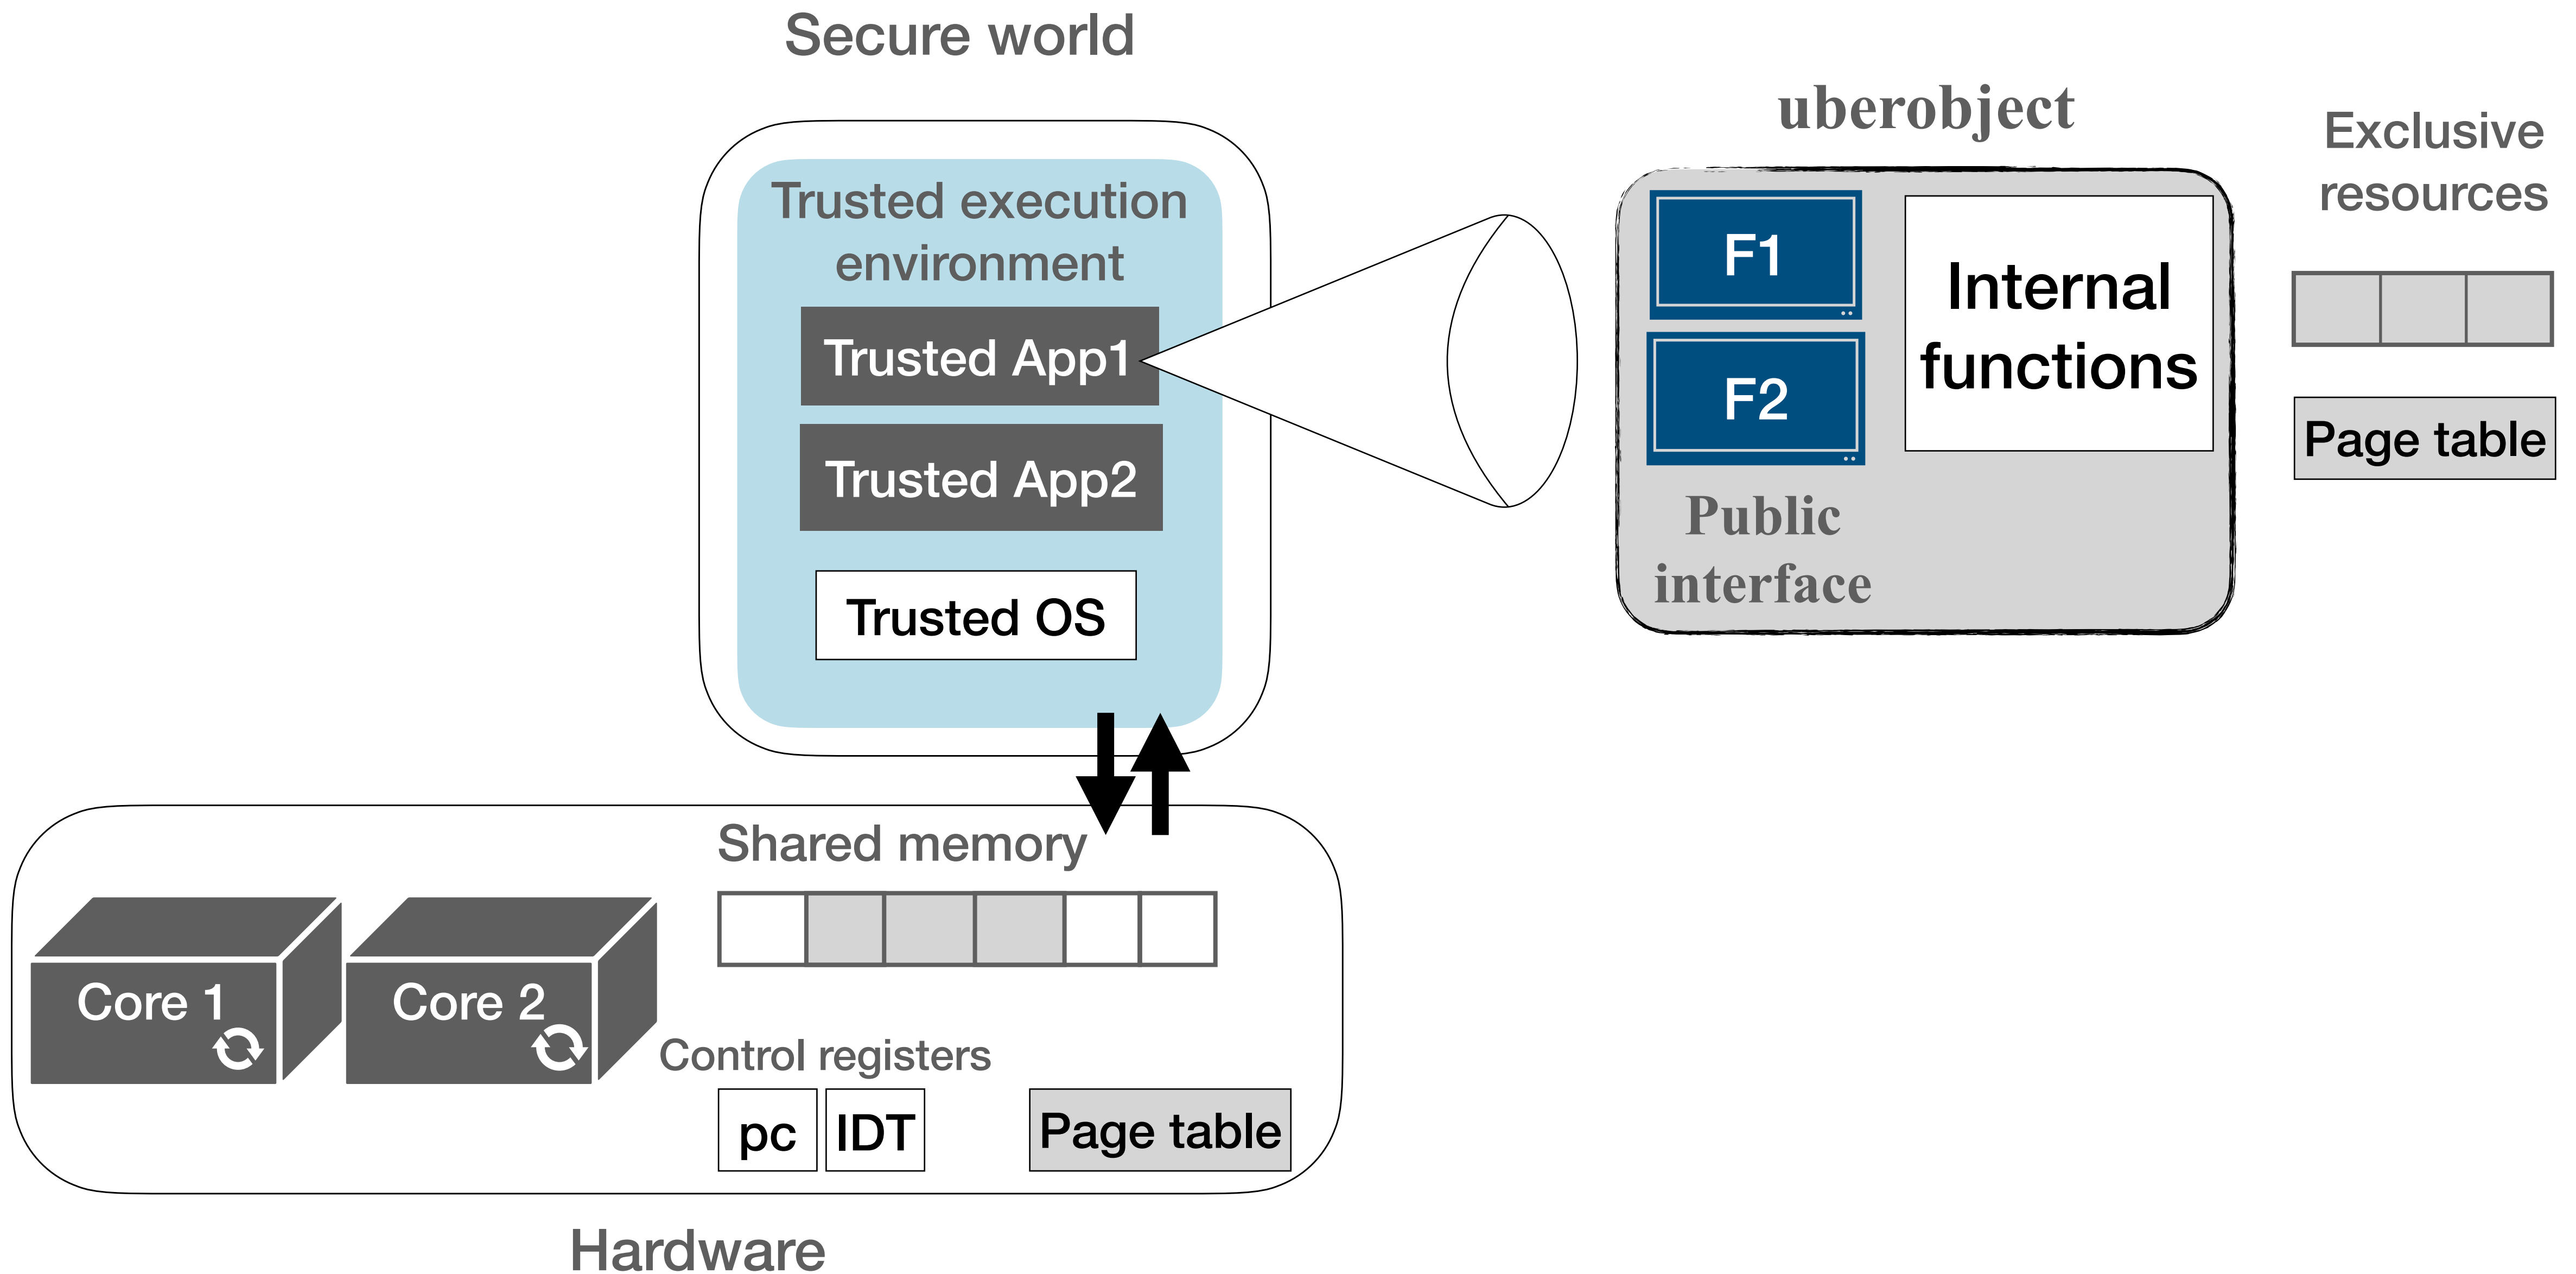 Secure world
Trusted execution
environment
Trusted App1
Trusted App2
Trusted OS
uberobject
F1
F2
Internal
functions
Public
interface
Exclusive
resources
Page table
Shared memory
Core 1
Core 2
Control registers
pc
IDT
Page table
Hardware